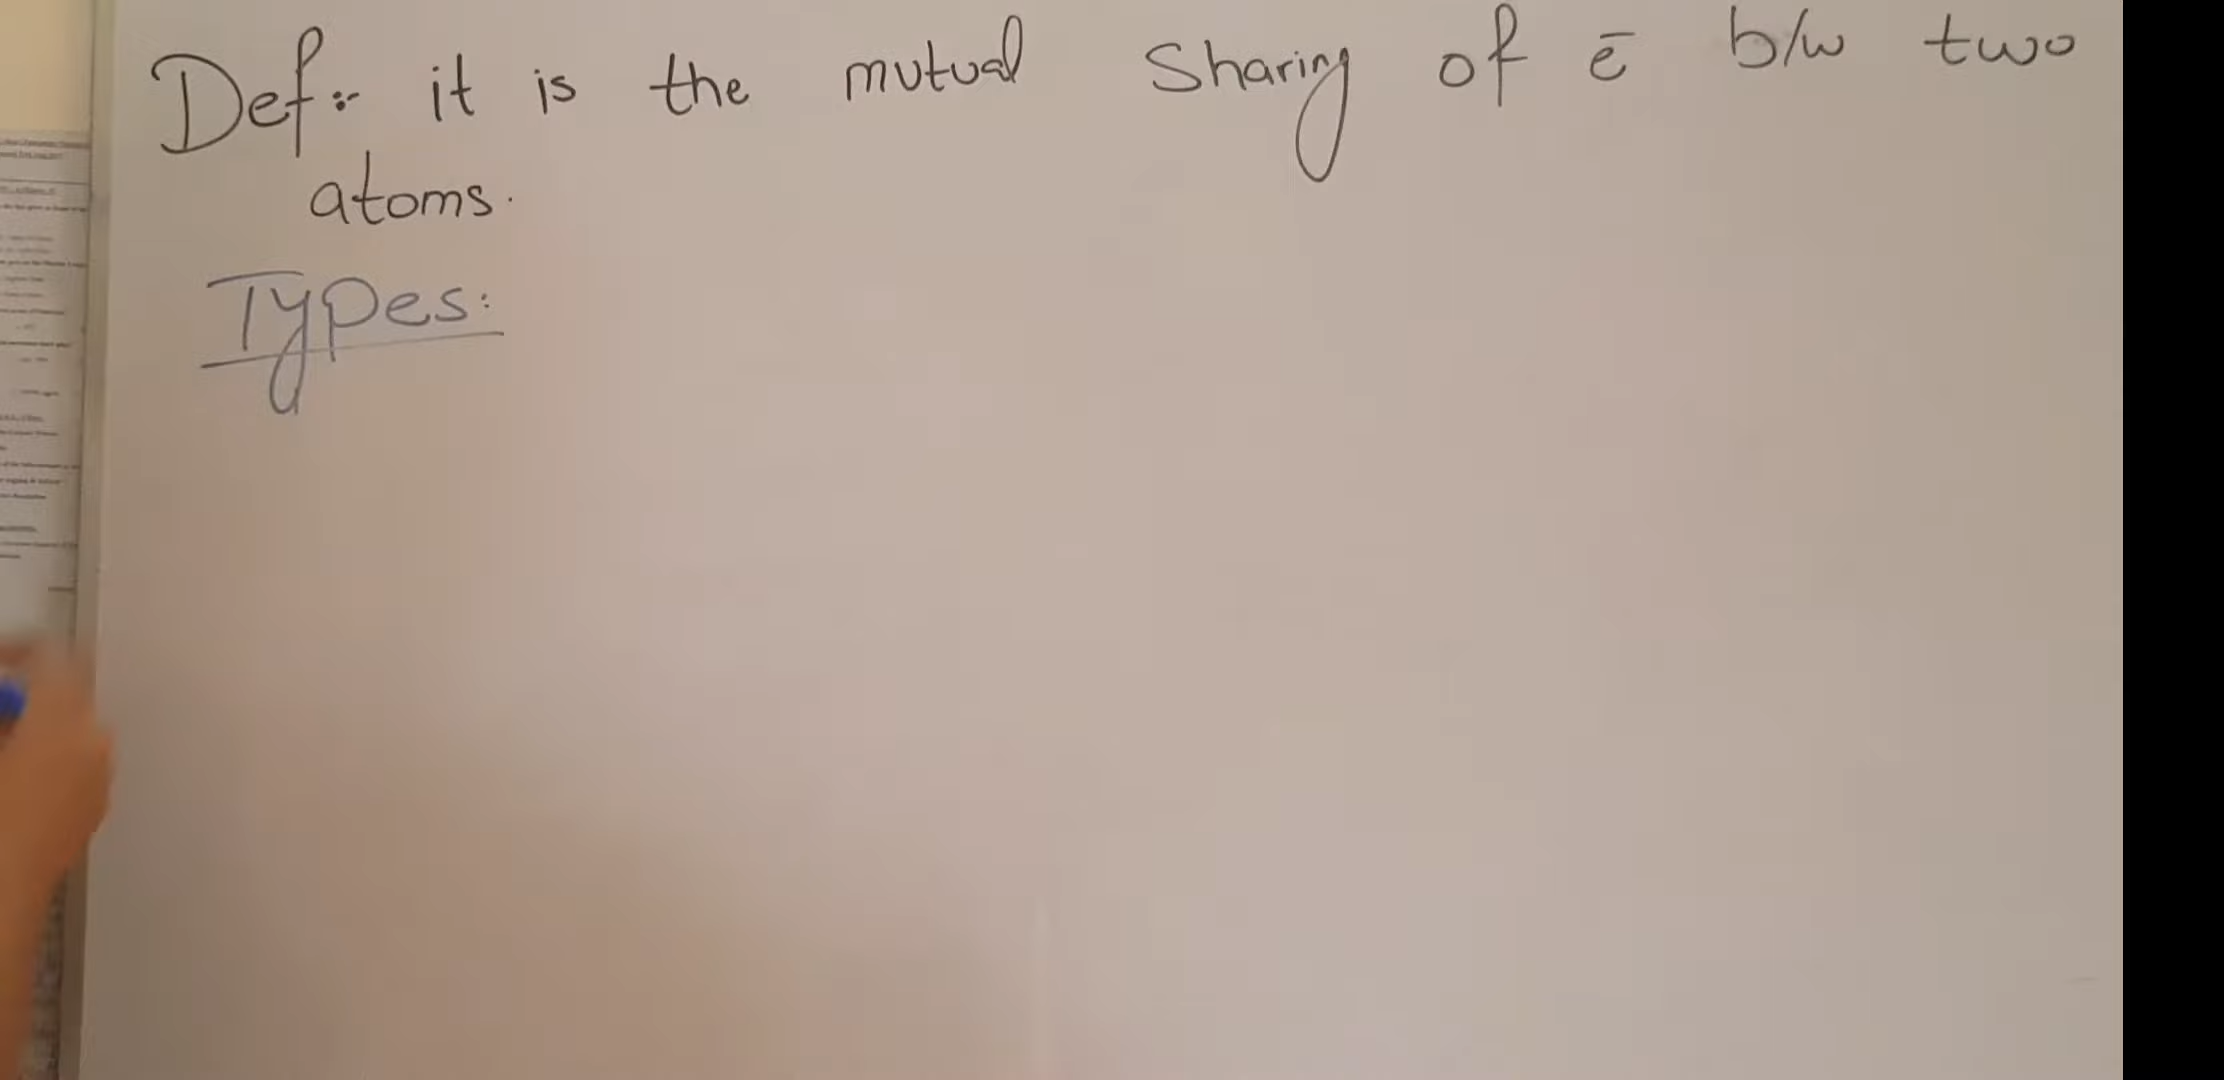 Def:- it is the mutual Sharing of ē b/w two
atoms.
Types: